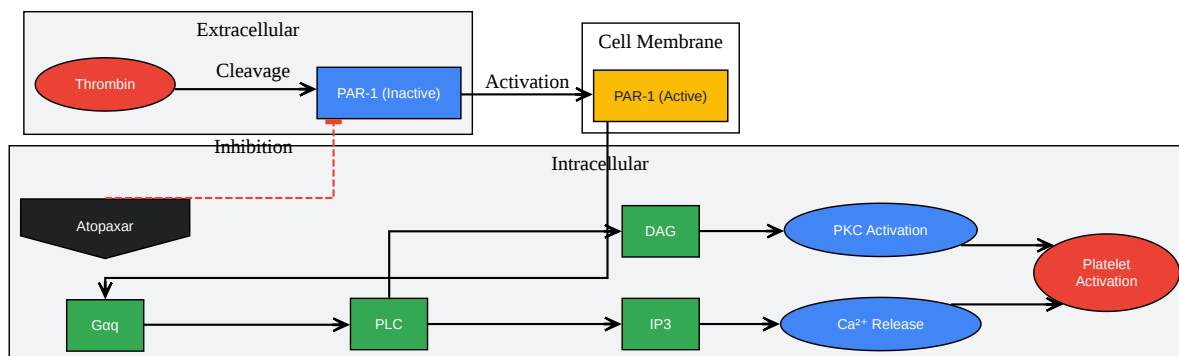 Extracellular
Cell Membrane
Thrombin
Cleavage
PAR-1 (Inactive)
Activation
PAR-1 (Active)
Inhibition
Intracellular
Atopaxar
DAG
PKC Activation
Platelet
Activation
Gαq
PLC
IP3
Ca²⁺ Release